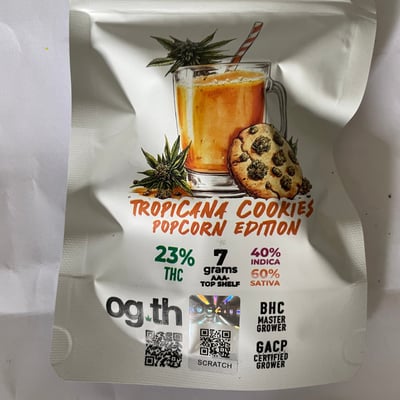 TROPICANA COOKIES
POPCORN EDITION
23%
THC
7
grams
AAA-
TOP SHELF
40%
INDICA
60%
SATIVA
og.th
SCRATCH
BHC
MASTER
GROWER
GACP
CERTIFIED
GROWER